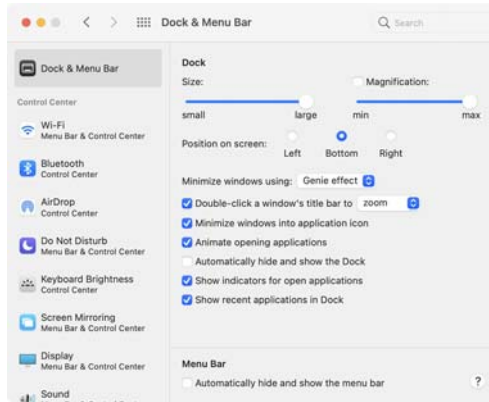 Dock & Menu Bar
Search
Dock & Menu Bar
Control Center
Wi-Fi
Menu Bar & Control Center
Bluetooth
Control Center
AirDrop
Control Center
Do Not Disturb
Menu Bar & Control Center
Keyboard Brightness
Control Center
Screen Mirroring
Menu Bar & Control Center
Display
Menu Bar & Control Center
Sound
Dock
Size: Magnification:
small large min max
Position on screen: Left Bottom Right
Minimize windows using: Genie effect
Double-click a window's title bar to zoom
Minimize windows into application icon
Animate opening applications
Automatically hide and show the Dock
Show indicators for open applications
Show recent applications in Dock
Menu Bar
Automatically hide and show the menu bar ?